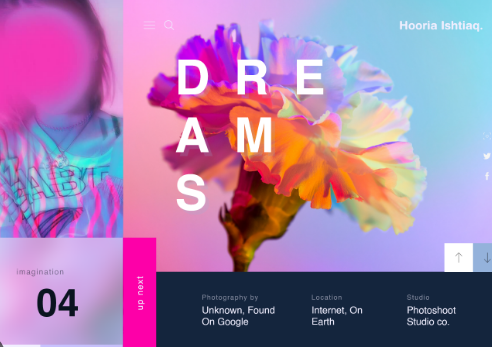 Hooria Ishtiaq.
D R E
A M
S
imagination
04
up next
Photography by
Unknown, Found
On Google
Location
Internet, On
Earth
Studio
Photoshoot
Studio co.